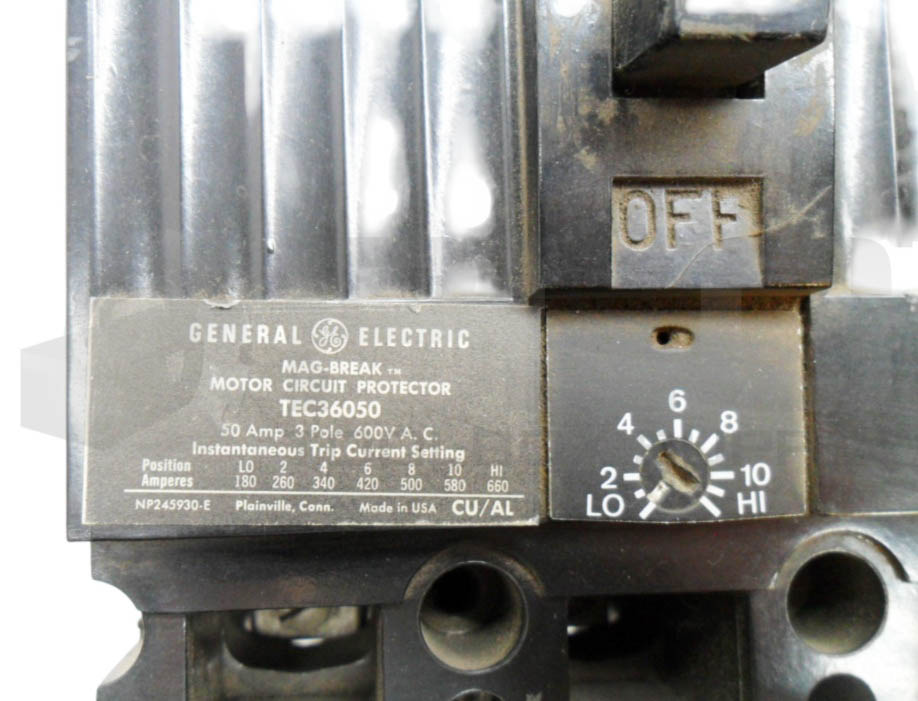 OFF
GENERAL GE ELECTRIC
MAG-BREAK TM
MOTOR CIRCUIT PROTECTOR
TEC36050
50 Amp 3 Pole 600V A. C.
Instantaneous Trip Current Setting
Position LO 2 4 6 8 10 HI
Amperes 180 260 340 420 500 580 660
NP245930-E Plainville, Conn. Made in USA CU/AL
6
4 8
2 10
LO HI